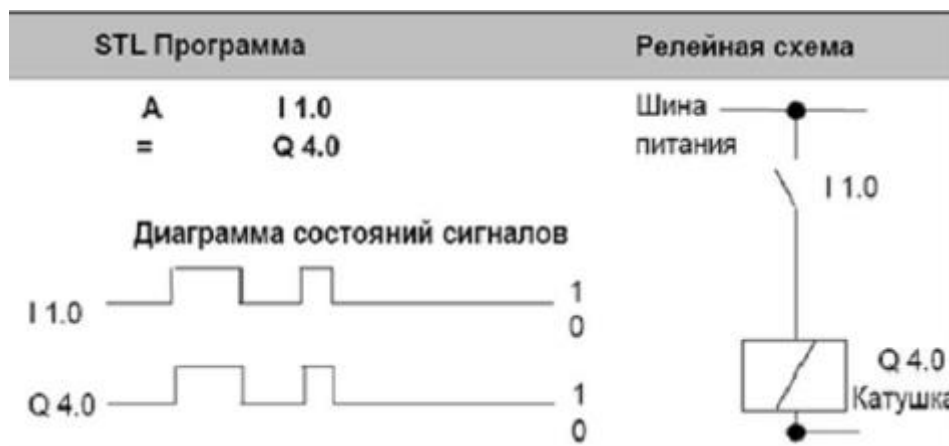 STL Программа
Релейная схема
A I 1.0
= Q 4.0
Шина
питания
I 1.0
Диаграмма состояний сигналов
I 1.0
1
0
Q 4.0
1
0
Q 4.0
Катушка